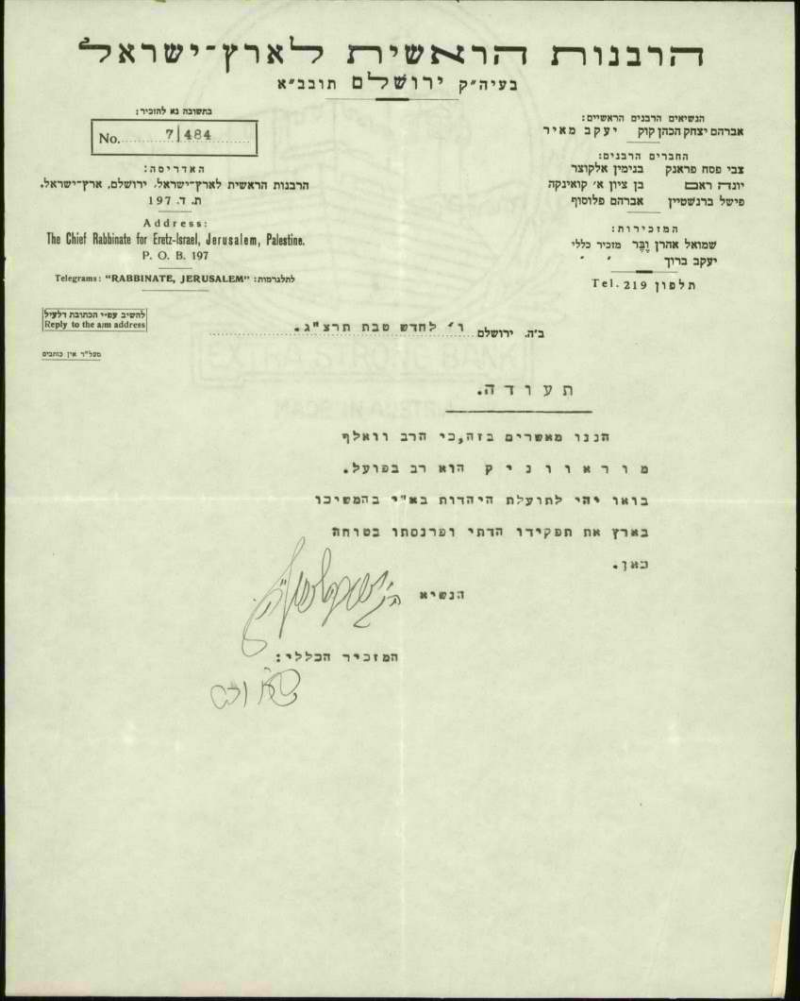 הרבנות הראשית לארץ-ישראל
בעיה"ק ירושלם תובב"א
הנשיאים הרבנים הראשיים:
אברהם יצחק הכהן קוק יעקב מאיר
החברים הרבנים:
צבי פסח פראנק בנימין אלקוצר
יונה ראם בן ציון א' קואינקה
פישל ברנשטיין אברהם פלוסוף
המזכירות:
שמואל אהרן וֶבֶּר מזכיר כללי
יעקב ברוך " "
Tel. 219 תלפון
בתשובה נא להזכיר:
No. 7/484
האדריסה:
הרבנות הראשית לארץ-ישראל, ירושלם, ארץ-ישראל.
ת. ד. 197
Address:
The Chief Rabbinate for Eretz-Israel, Jerusalem, Palestine.
P. O. B. 197
Telegrams: "RABBINATE, JERUSALEM" :לתלגרמות
להשיב עפ"י הכתובת דלעיל
Reply to the am address
ב"ה. ירושלם ו' לחדש טבת תרצ"ג.
תעודה.
הננו מאשרים בזה,כי הרב וואלף
מוראווניק הוא רב בפועל.
בואו יהי לתועלת היהדות בא"י בהמשיכו
בארץ את תפקידו הדתי ופרנסתו בטוחה
כאן.
הנשיא
המזכיר הכללי: